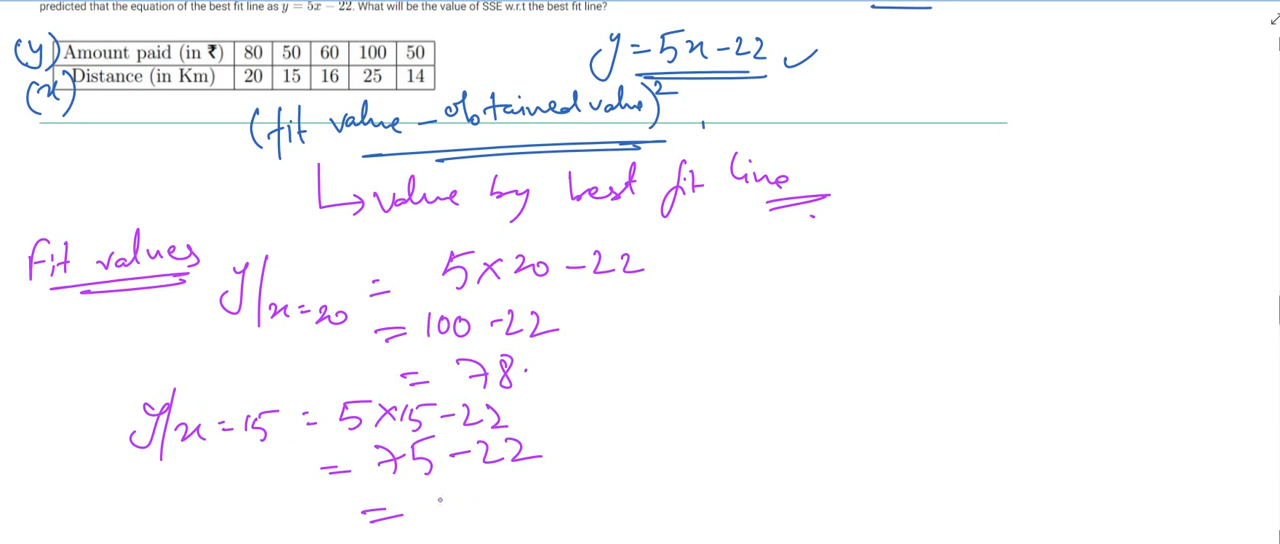 predicted that the equation of the best fit line as y = 5x − 22. What will be the value of SSE w.r.t the best fit line?
(y) Amount paid (in ₹) 80 50 60 100 50
(x) Distance (in Km) 20 15 16 25 14
y = 5x - 22 ✓
(fit value - obtained value)²
↳ value by best fit line
Fit values
y|x=20 = 5×20-22
= 100-22
= 78.
y|x=15 = 5×15-22
= 75-22
=